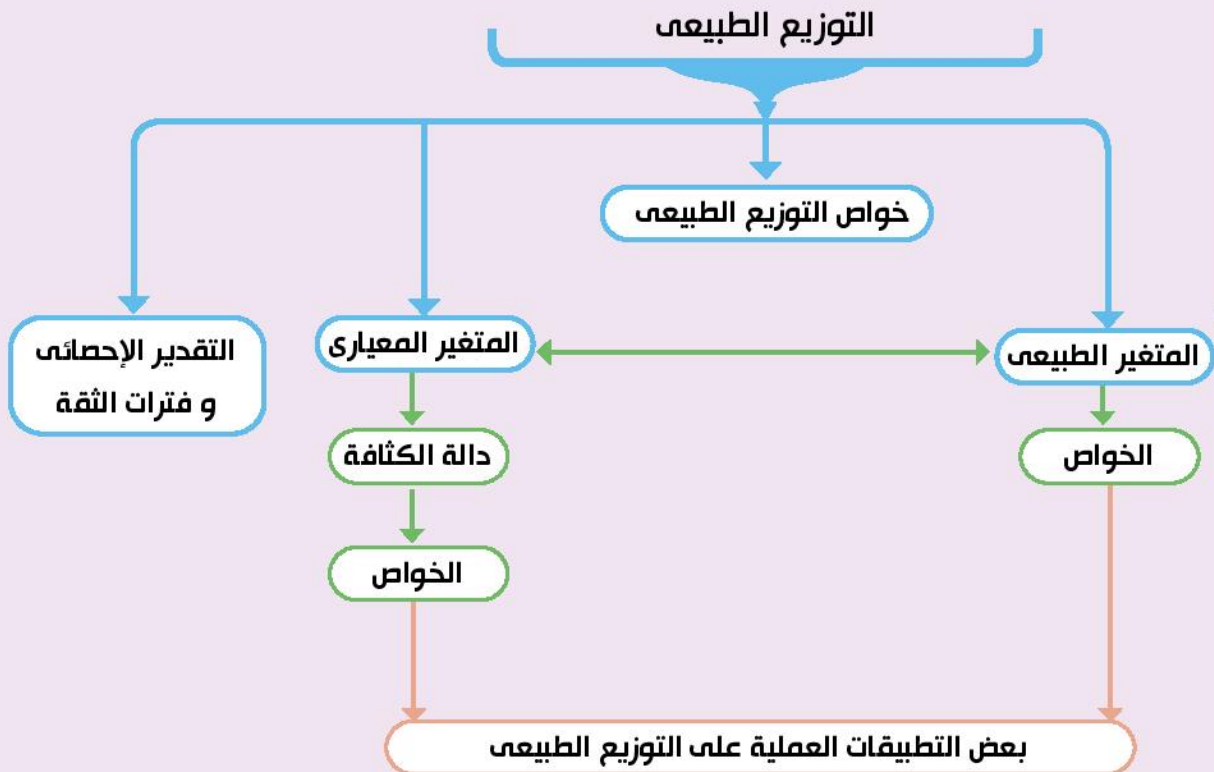 التوزيع الطبيعى
خواص التوزيع الطبيعى
المتغير الطبيعى
المتغير المعيارى
التقدير الإحصائى
و فترات الثقة
الخواص
دالة الكثافة
الخواص
بعض التطبيقات العملية على التوزيع الطبيعى